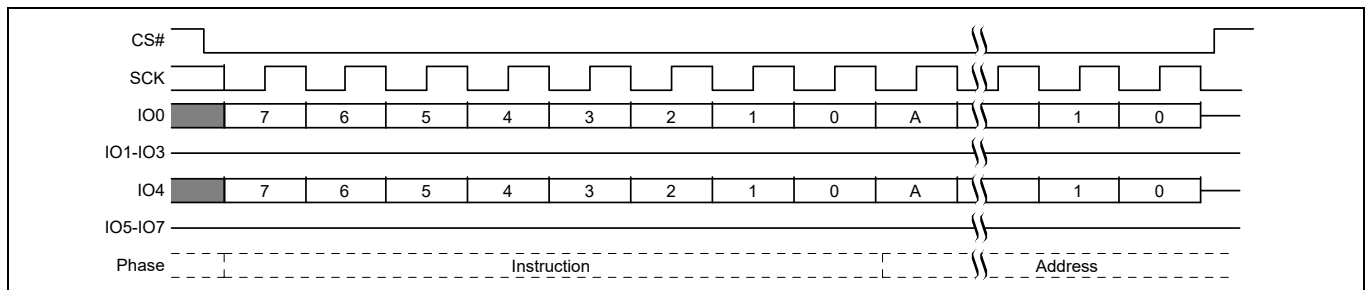 CS#
SCK
IO0 7 6 5 4 3 2 1 0 A 1 0
IO1-IO3
IO4 7 6 5 4 3 2 1 0 A 1 0
IO5-IO7
Phase Instruction Address